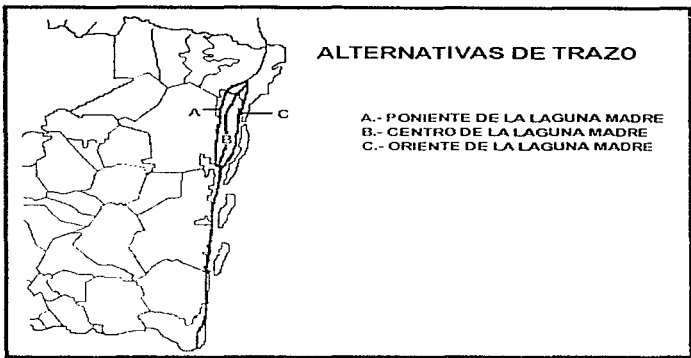 ALTERNATIVAS DE TRAZO
A
C
B
A.- PONIENTE DE LA LAGUNA MADRE
B.- CENTRO DE LA LAGUNA MADRE
C.- ORIENTE DE LA LAGUNA MADRE